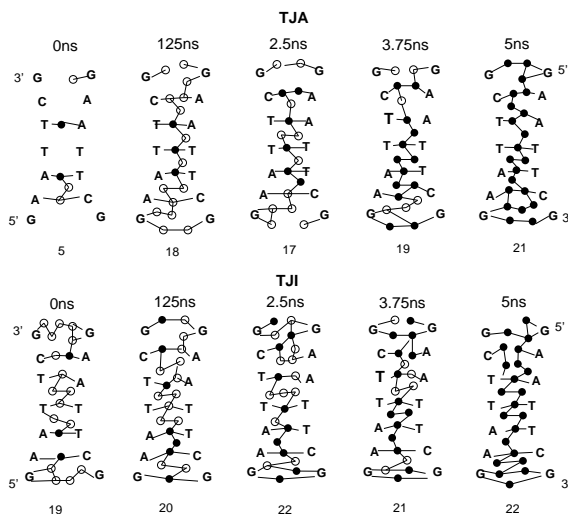 TJA
0ns 125ns 2.5ns 3.75ns 5ns
3' G G G G G G G G G G 5'
C A C A C A C A C A
T A T A T A T A T A
T T T T T T T T T T
A T A T A T A T A T
A C A C A C A C A C
5' G G G G G G G G G G 3
5 18 17 19 21
TJI
0ns 125ns 2.5ns 3.75ns 5ns
3' G G G G G G G G G G 5'
C A C A C A C A C A
T A T A T A T A T A
T T T T T T T T T T
A T A T A T A T A T
A C A C A C A C A C
5' G G G G G G G G G G 3
19 20 22 21 22